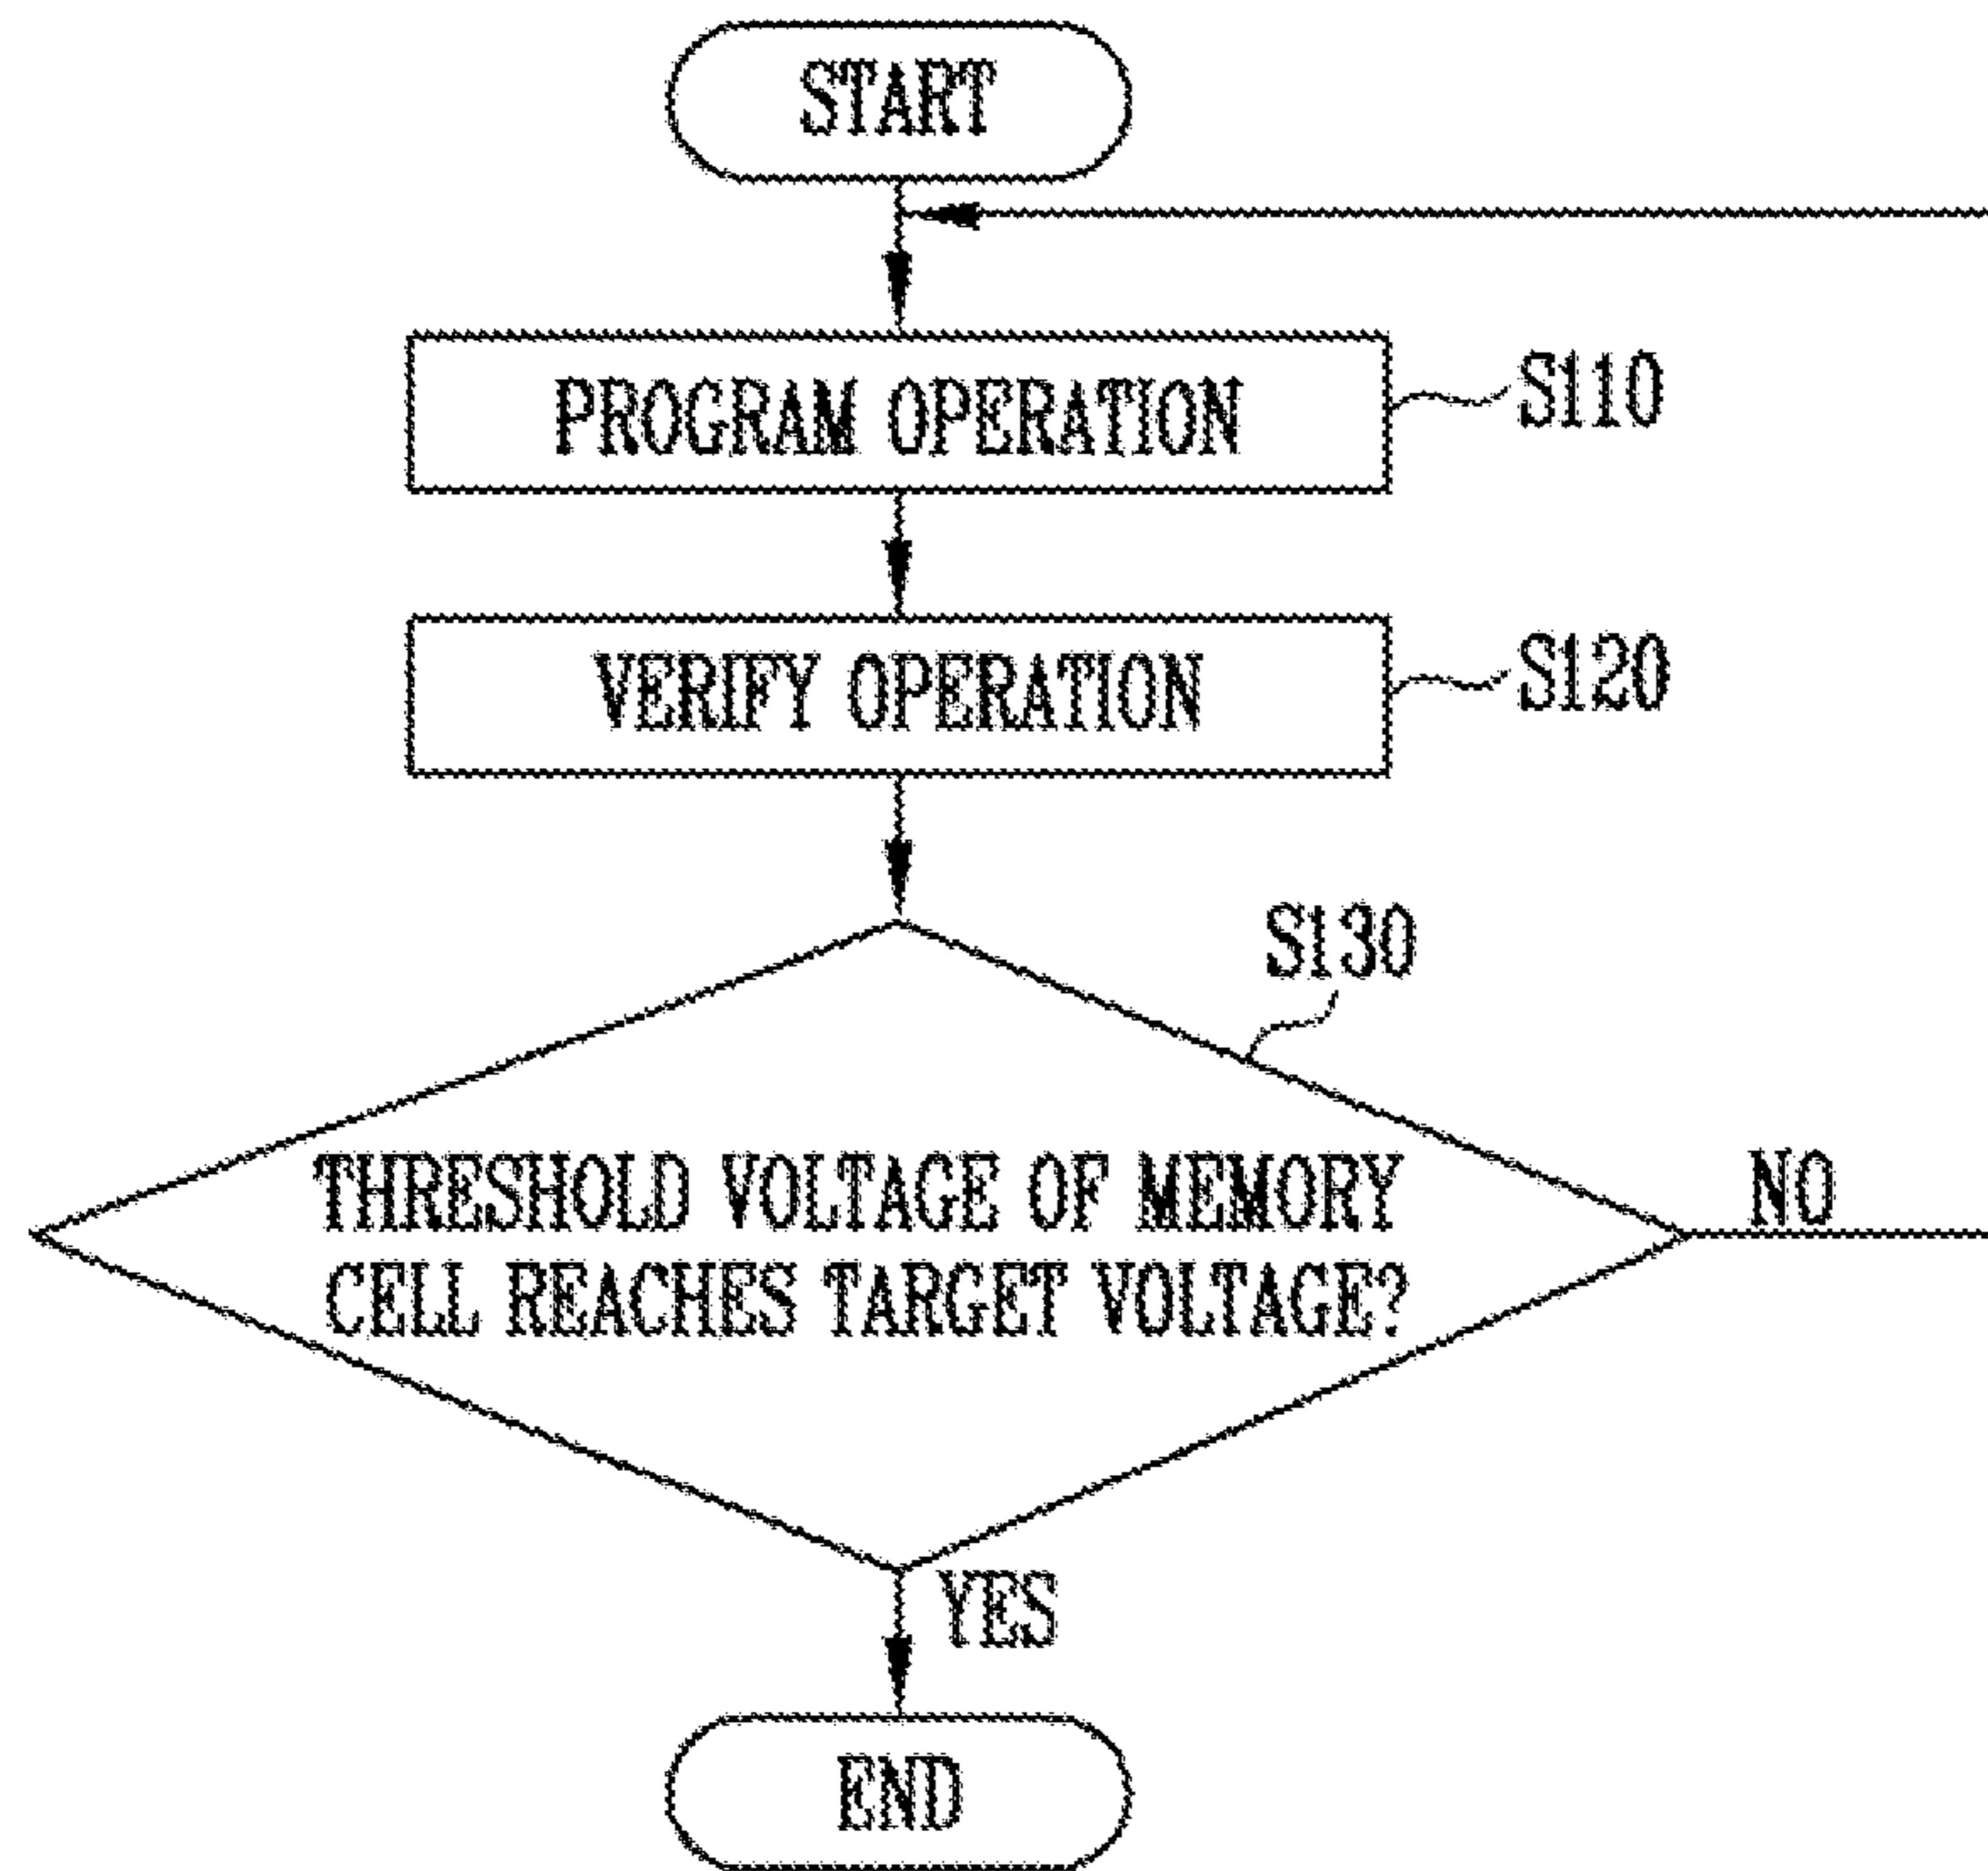 START
PROGRAM OPERATION
S110
VERIFY OPERATION
S120
S130
THRESHOLD VOLTAGE OF MEMORY
CELL REACHES TARGET VOLTAGE?
NO
YES
END